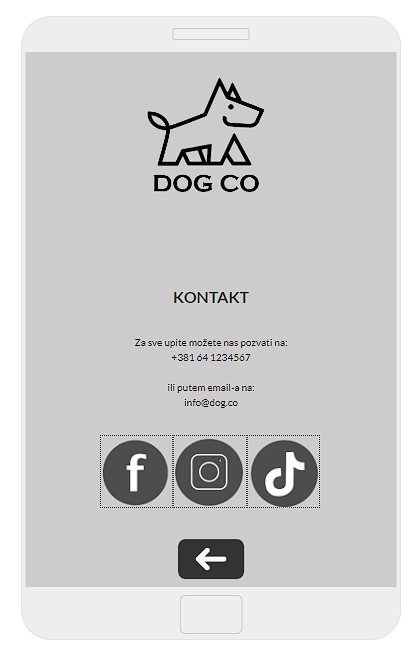 DOG CO
KONTAKT
Za sve upite možete nas pozvati na:
+381 64 1234567
ili putem email-a na:
info@dog.co